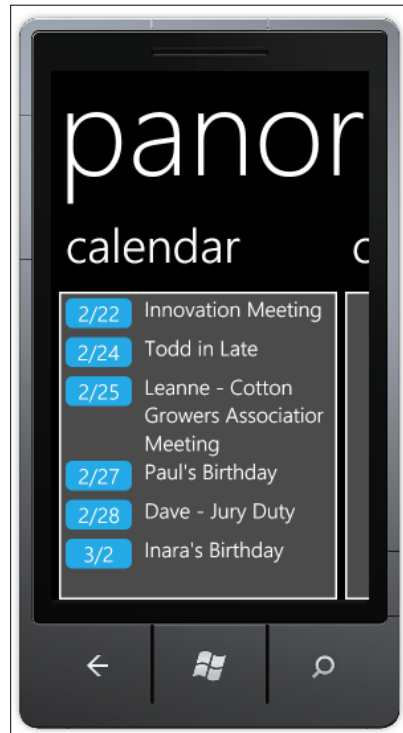 panor
calendar
c
2/22 Innovation Meeting
2/24 Todd in Late
2/25 Leanne - Cotton
Growers Associatior
Meeting
2/27 Paul's Birthday
2/28 Dave - Jury Duty
3/2 Inara's Birthday